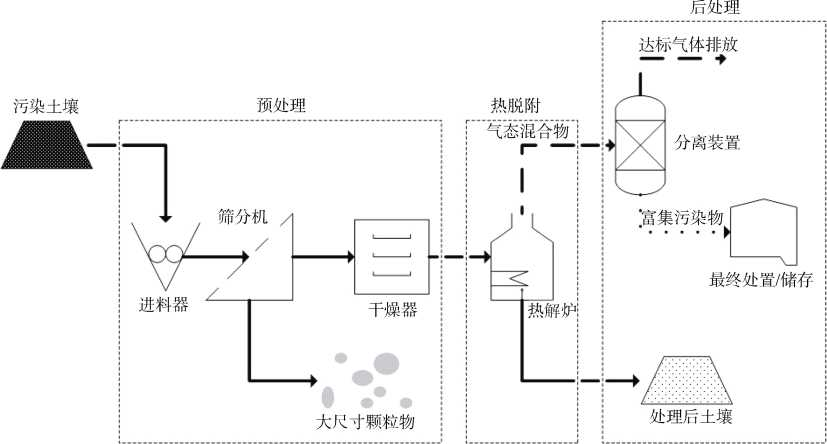 后处理
达标气体排放
污染土壤
预处理
热脱附
气态混合物
分离装置
筛分机
富集污染物
最终处置/储存
进料器
干燥器
热解炉
大尺寸颗粒物
处理后土壤